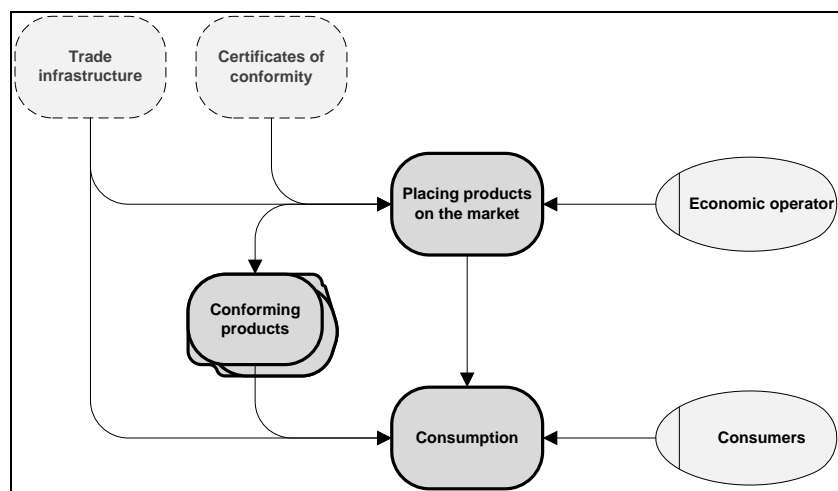 Trade
infrastructure
Certificates of
conformity
Placing products
on the market
Economic operator
Conforming
products
Consumption
Consumers